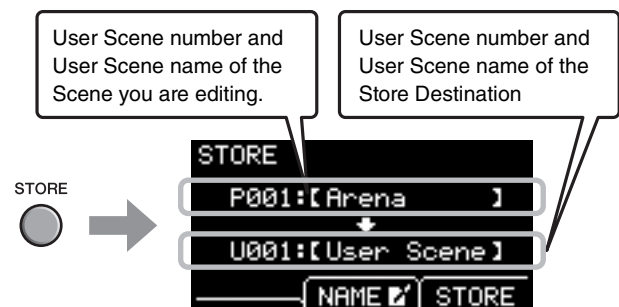 User Scene number and
User Scene name of the
Scene you are editing.
User Scene number and
User Scene name of the
Store Destination
STORE
STORE
P001:[Arena ]
U001:[User Scene]
NAME STORE